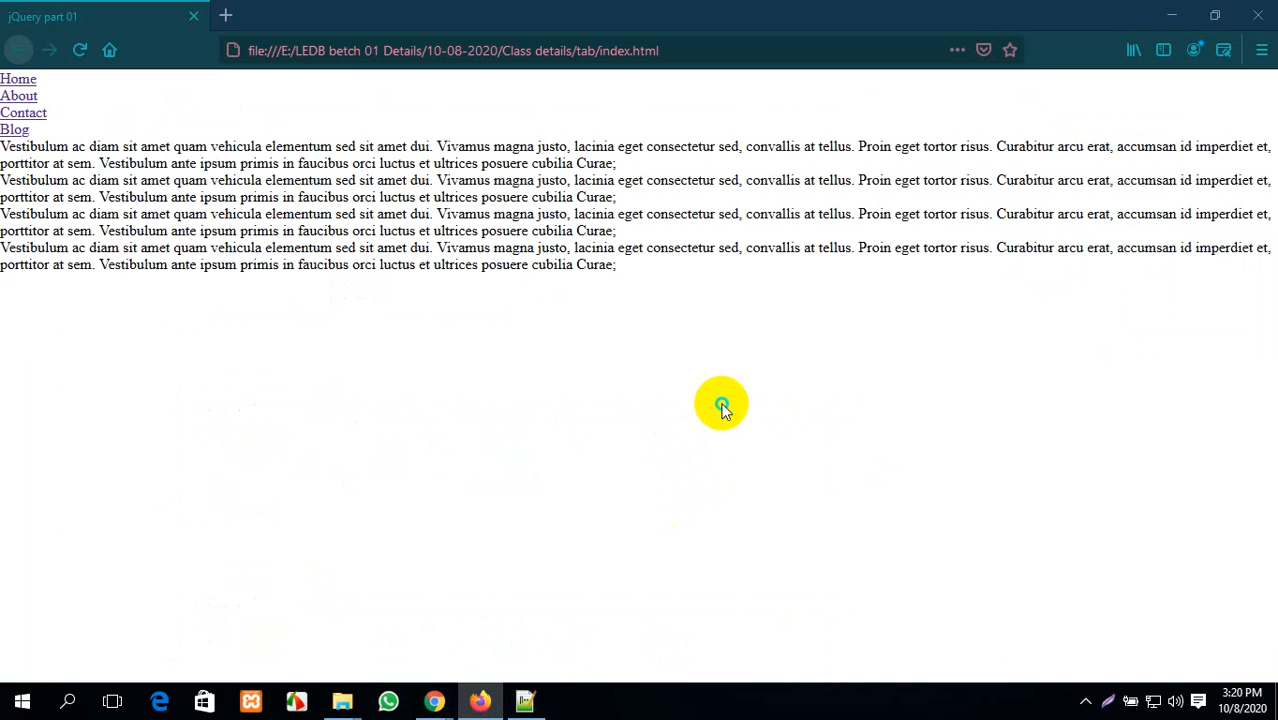 jQuery part 01
file:///E:/LEDB betch 01 Details/10-08-2020/Class details/tab/index.html
Home
About
Contact
Blog
Vestibulum ac diam sit amet quam vehicula elementum sed sit amet dui. Vivamus magna justo, lacinia eget consectetur sed, convallis at tellus. Proin eget tortor risus. Curabitur arcu erat, accumsan id imperdiet et,
porttitor at sem. Vestibulum ante ipsum primis in faucibus orci luctus et ultrices posuere cubilia Curae;
Vestibulum ac diam sit amet quam vehicula elementum sed sit amet dui. Vivamus magna justo, lacinia eget consectetur sed, convallis at tellus. Proin eget tortor risus. Curabitur arcu erat, accumsan id imperdiet et,
porttitor at sem. Vestibulum ante ipsum primis in faucibus orci luctus et ultrices posuere cubilia Curae;
Vestibulum ac diam sit amet quam vehicula elementum sed sit amet dui. Vivamus magna justo, lacinia eget consectetur sed, convallis at tellus. Proin eget tortor risus. Curabitur arcu erat, accumsan id imperdiet et,
porttitor at sem. Vestibulum ante ipsum primis in faucibus orci luctus et ultrices posuere cubilia Curae;
Vestibulum ac diam sit amet quam vehicula elementum sed sit amet dui. Vivamus magna justo, lacinia eget consectetur sed, convallis at tellus. Proin eget tortor risus. Curabitur arcu erat, accumsan id imperdiet et,
porttitor at sem. Vestibulum ante ipsum primis in faucibus orci luctus et ultrices posuere cubilia Curae;
3:20 PM
10/8/2020